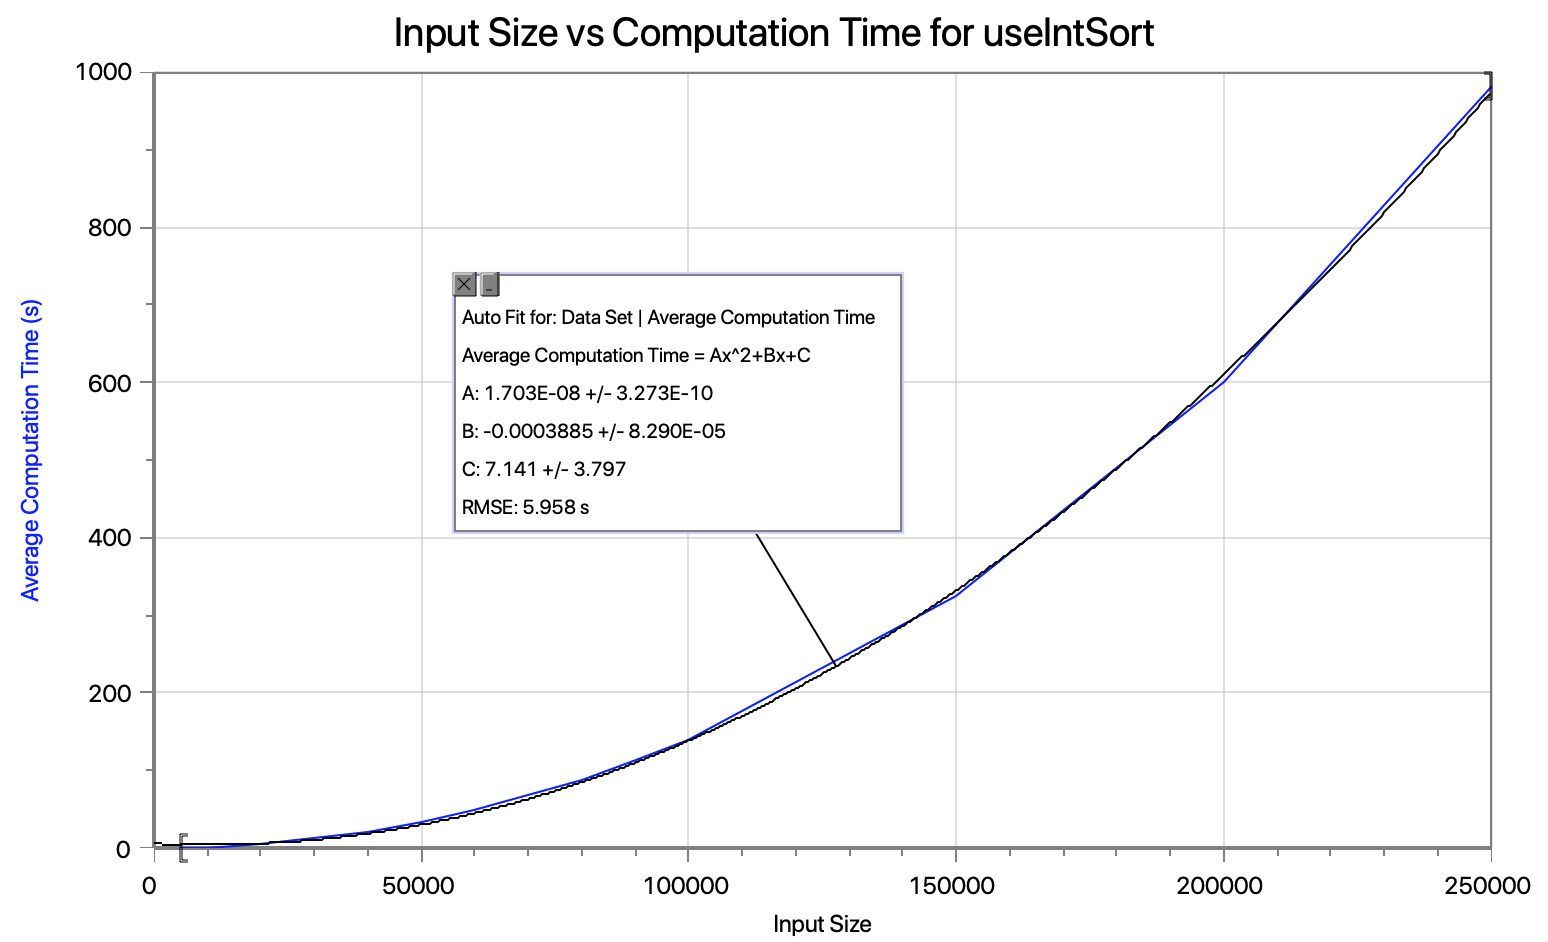 Input Size vs Computation Time for useIntSort
1000
800
600
400
200
0
Average Computation Time (s)
Auto Fit for: Data Set | Average Computation Time
Average Computation Time = Ax^2+Bx+C
A: 1.703E-08 +/- 3.273E-10
B: -0.0003885 +/- 8.290E-05
C: 7.141 +/- 3.797
RMSE: 5.958 s
0 50000 100000 150000 200000 250000
Input Size